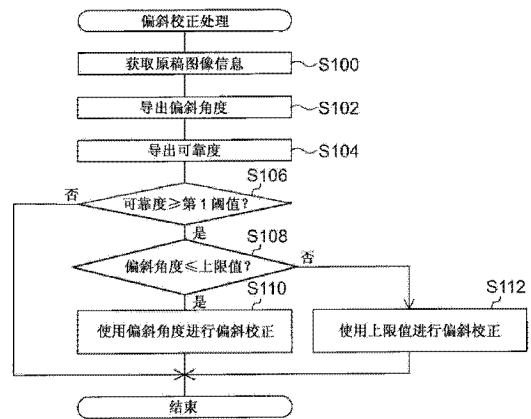 偏斜校正处理
获取原稿图像信息
S100
导出偏斜角度
S102
导出可靠度
S104
S106
否
可靠度≥第1阈值?
是
S108
偏斜角度≤上限值?
否
是
S110
S112
使用偏斜角度进行偏斜校正
使用上限值进行偏斜校正
结束